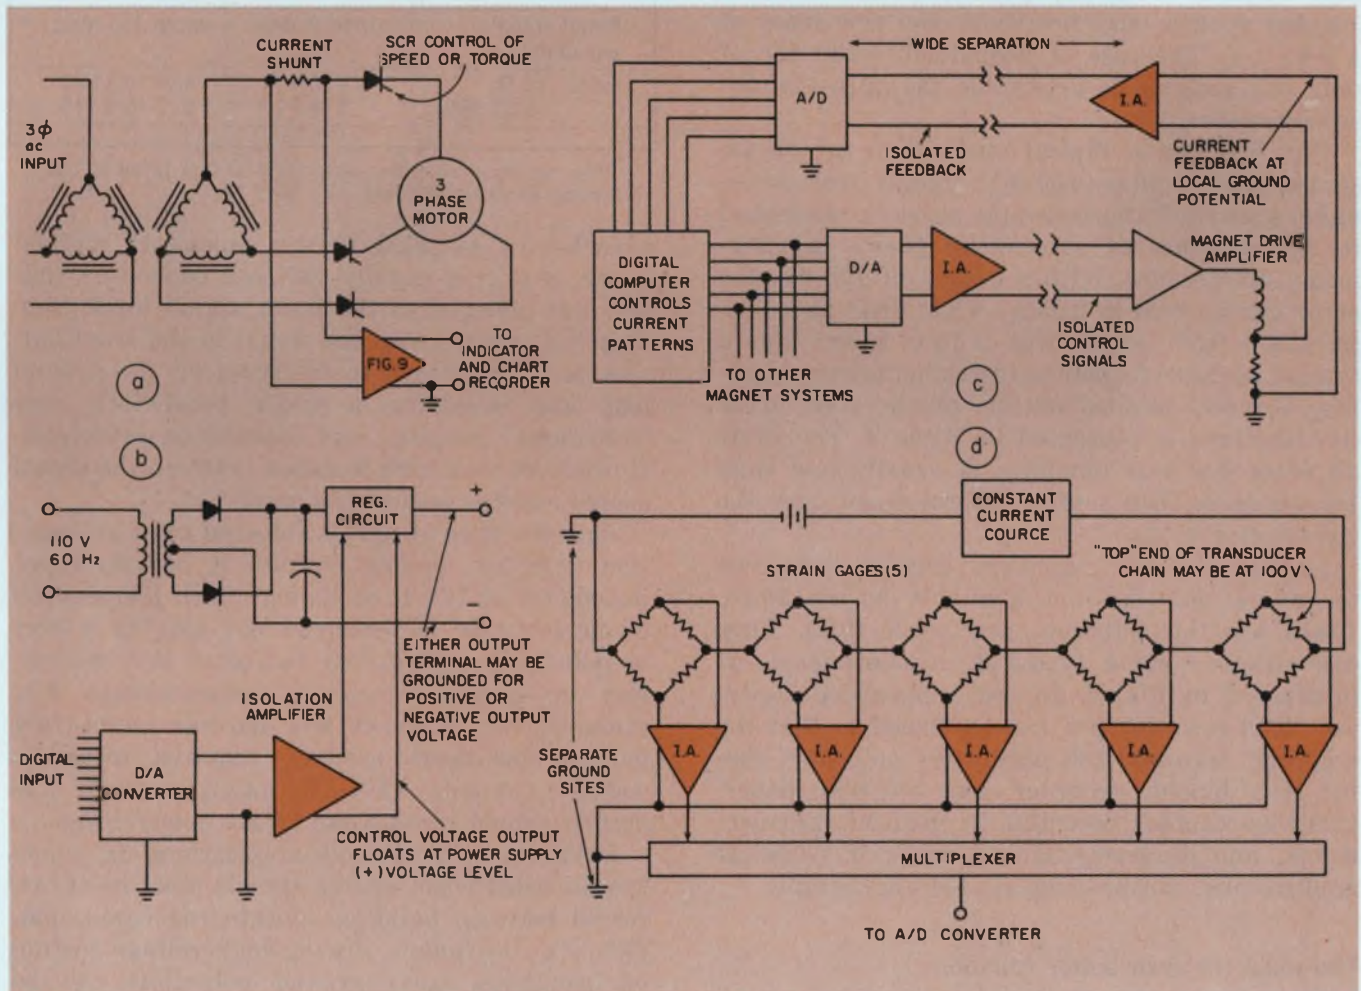 CURRENT
SHUNT
SCR CONTROL OF
SPEED OR TORQUE
3ϕ
ac
INPUT
3
PHASE
MOTOR
FIG. 9
TO
INDICATOR
AND CHART
RECORDER
a
WIDE SEPARATION
A/D
I.A.
ISOLATED
FEEDBACK
CURRENT
FEEDBACK AT
LOCAL GROUND
POTENTIAL
DIGITAL
COMPUTER
CONTROLS
CURRENT
PATTERNS
D/A
I.A.
MAGNET DRIVE
AMPLIFIER
ISOLATED
CONTROL
SIGNALS
TO OTHER
MAGNET SYSTEMS
c
b
110 V
60 Hz
REG.
CIRCUIT
+
−
EITHER OUTPUT
TERMINAL MAY BE
GROUNDED FOR
POSITIVE OR
NEGATIVE OUTPUT
VOLTAGE
ISOLATION
AMPLIFIER
DIGITAL
INPUT
D/A
CONVERTER
CONTROL VOLTAGE OUTPUT
FLOATS AT POWER SUPPLY
(+) VOLTAGE LEVEL
d
CONSTANT
CURRENT
COURCE
"TOP" END OF TRANSDUCER
CHAIN MAY BE AT 100V
STRAIN GAGES (5)
SEPARATE
GROUND
SITES
I.A.
I.A.
I.A.
I.A.
I.A.
MULTIPLEXER
TO A/D CONVERTER